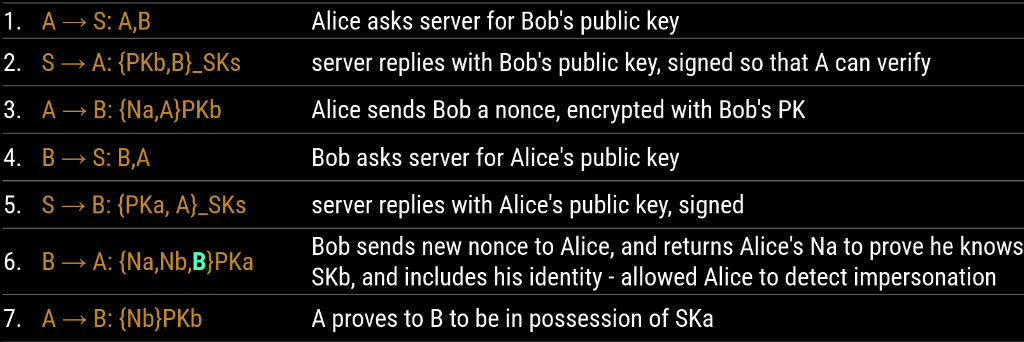 1. A → S: A,B Alice asks server for Bob's public key
2. S → A: {PKb,B}_SKs server replies with Bob's public key, signed so that A can verify
3. A → B: {Na,A}PKb Alice sends Bob a nonce, encrypted with Bob's PK
4. B → S: B,A Bob asks server for Alice's public key
5. S → B: {PKa, A}_SKs server replies with Alice's public key, signed
6. B → A: {Na,Nb,B}PKa Bob sends new nonce to Alice, and returns Alice's Na to prove he knows
SKb, and includes his identity - allowed Alice to detect impersonation
7. A → B: {Nb}PKb A proves to B to be in possession of SKa